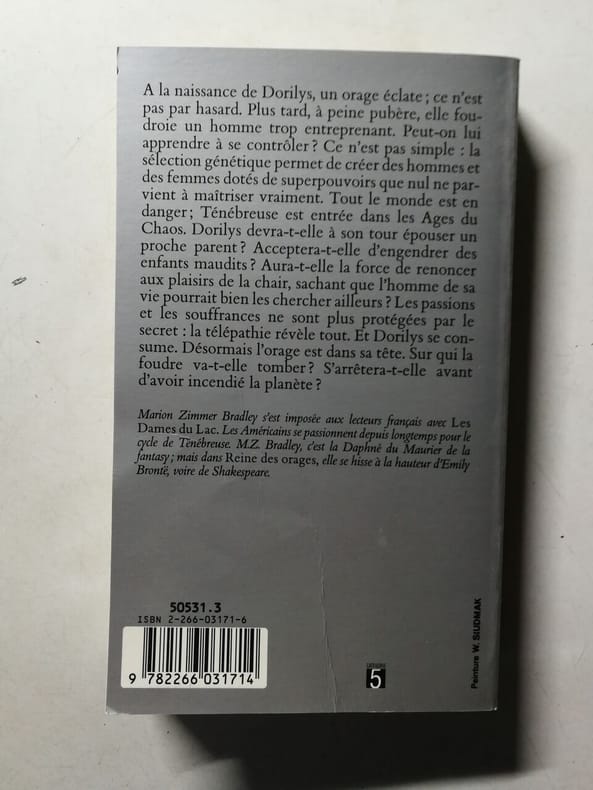 A la naissance de Dorilys, un orage éclate ; ce n'est
pas par hasard. Plus tard, à peine pubère, elle fou-
droie un homme trop entreprenant. Peut-on lui
apprendre à se contrôler ? Ce n'est pas simple : la
sélection génétique permet de créer des hommes et
des femmes dotés de superpouvoirs que nul ne par-
vient à maîtriser vraiment. Tout le monde est en
danger ; Ténébreuse est entrée dans les Ages du
Chaos. Dorilys devra-t-elle à son tour épouser un
proche parent ? Acceptera-t-elle d'engendrer des
enfants maudits ? Aura-t-elle la force de renoncer
aux plaisirs de la chair, sachant que l'homme de sa
vie pourrait bien les chercher ailleurs ? Les passions
et les souffrances ne sont plus protégées par le
secret : la télépathie révèle tout. Et Dorilys se con-
sume. Désormais l'orage est dans sa tête. Sur qui la
foudre va-t-elle tomber ? S'arrêtera-t-elle avant
d'avoir incendié la planète ?
Marion Zimmer Bradley s'est imposée aux lecteurs français avec Les
Dames du Lac. Les Américains se passionnent depuis longtemps pour le
cycle de Ténébreuse. M.Z. Bradley, c'est la Daphné du Maurier de la
fantasy ; mais dans Reine des orages, elle se hisse à la hauteur d'Emily
Brontë, voire de Shakespeare.
50531.3
ISBN 2-266-03171-6
9 782266 031714
5
Peinture W. SIUDMAK